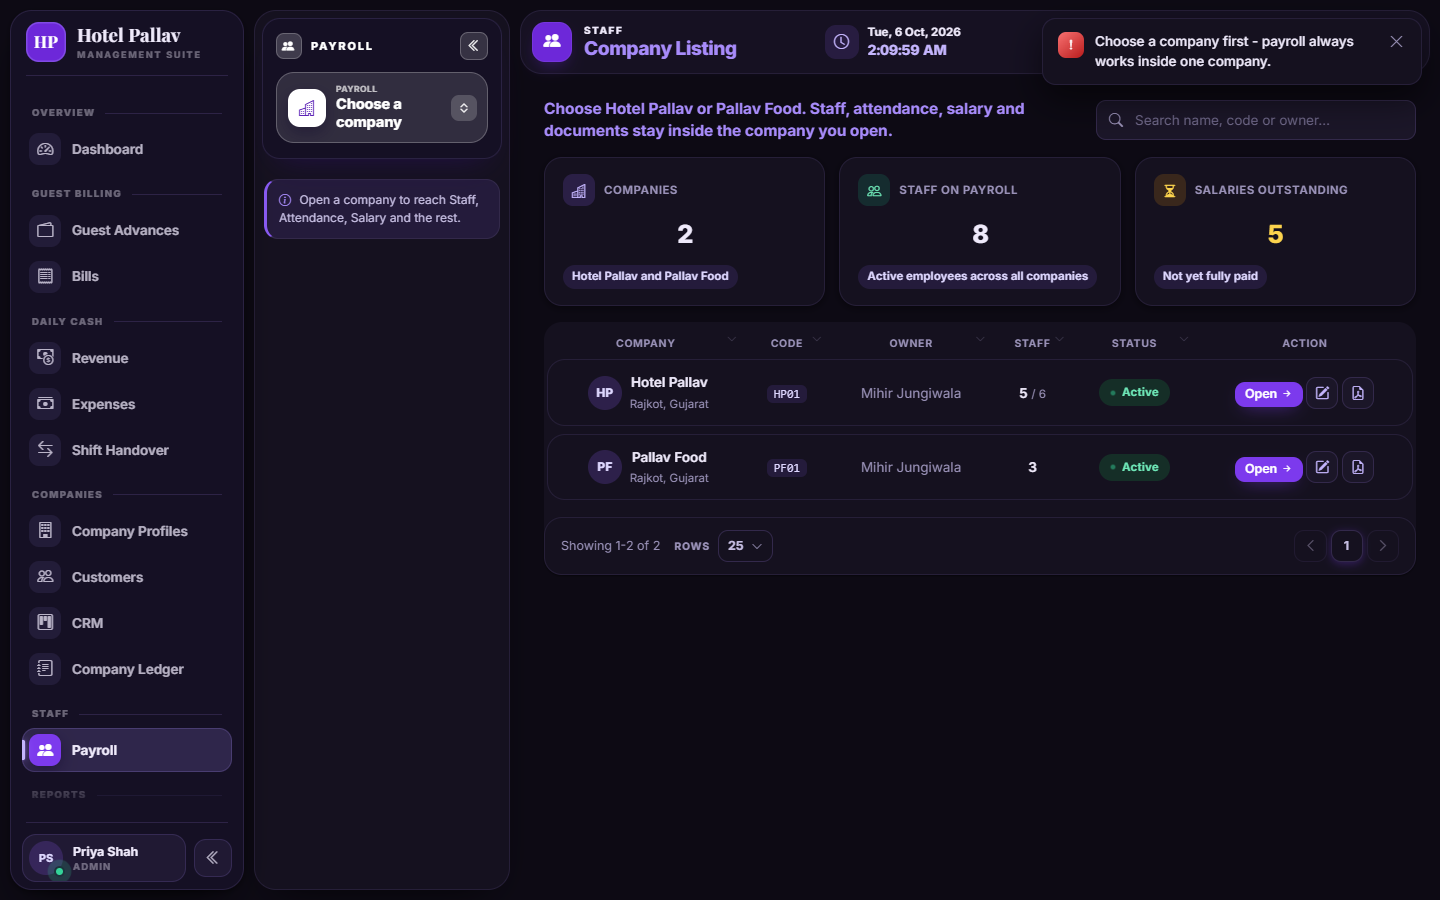 HP
Hotel Pallav
MANAGEMENT SUITE
OVERVIEW
Dashboard
GUEST BILLING
Guest Advances
Bills
DAILY CASH
Revenue
Expenses
Shift Handover
COMPANIES
Company Profiles
Customers
CRM
Company Ledger
STAFF
Payroll
REPORTS
PS
Priya Shah
ADMIN
PAYROLL
PAYROLL
Choose a
company
Open a company to reach Staff,
Attendance, Salary and the rest.
STAFF
Company Listing
Tue, 6 Oct, 2026
2:09:59 AM
Choose a company first - payroll always
works inside one company.
Choose Hotel Pallav or Pallav Food. Staff, attendance, salary and
documents stay inside the company you open.
Search name, code or owner...
COMPANIES
2
Hotel Pallav and Pallav Food
STAFF ON PAYROLL
8
Active employees across all companies
SALARIES OUTSTANDING
5
Not yet fully paid
COMPANY CODE OWNER STAFF STATUS ACTION
HP Hotel Pallav HP01 Mihir Jungiwala 5 / 6 Active Open
Rajkot, Gujarat
PF Pallav Food PF01 Mihir Jungiwala 3 Active Open
Rajkot, Gujarat
Showing 1-2 of 2 ROWS 25 1